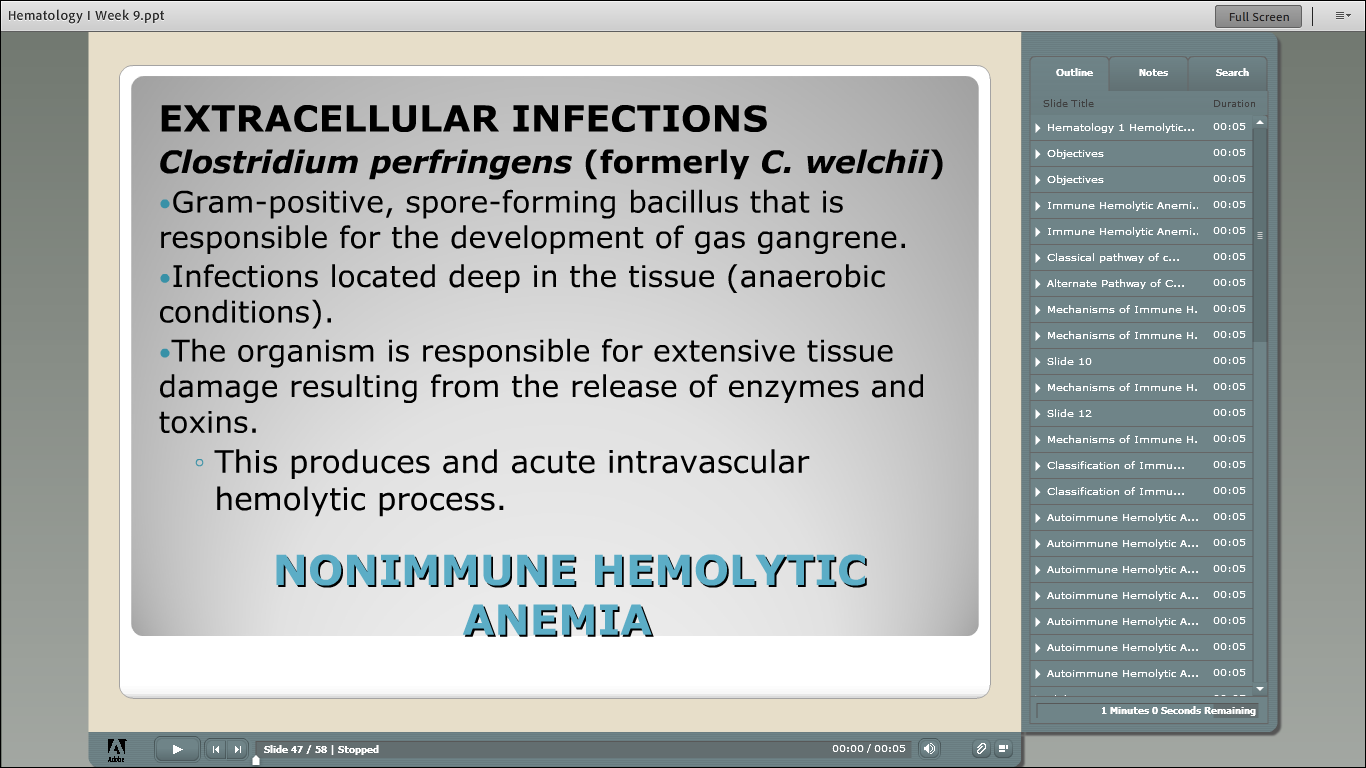 Hematology I Week 9.ppt
Full Screen
EXTRACELLULAR INFECTIONS
Clostridium perfringens (formerly C. welchii)
•Gram-positive, spore-forming bacillus that is
responsible for the development of gas gangrene.
•Infections located deep in the tissue (anaerobic
conditions).
•The organism is responsible for extensive tissue
damage resulting from the release of enzymes and
toxins.
◦ This produces and acute intravascular
hemolytic process.
NONIMMUNE HEMOLYTIC
ANEMIA
Outline Notes Search
Slide Title Duration
Hematology 1 Hemolytic... 00:05
Objectives 00:05
Objectives 00:05
Immune Hemolytic Anemi.. 00:05
Immune Hemolytic Anemi.. 00:05
Classical pathway of c... 00:05
Alternate Pathway of C... 00:05
Mechanisms of Immune H. 00:05
Mechanisms of Immune H. 00:05
Slide 10 00:05
Mechanisms of Immune H. 00:05
Slide 12 00:05
Mechanisms of Immune H. 00:05
Classification of Immu... 00:05
Classification of Immu... 00:05
Autoimmune Hemolytic A... 00:05
Autoimmune Hemolytic A... 00:05
Autoimmune Hemolytic A... 00:05
Autoimmune Hemolytic A... 00:05
Autoimmune Hemolytic A... 00:05
Autoimmune Hemolytic A... 00:05
Autoimmune Hemolytic A... 00:05
1 Minutes 0 Seconds Remaining
Adobe
Slide 47 / 58 | Stopped 00:00 / 00:05